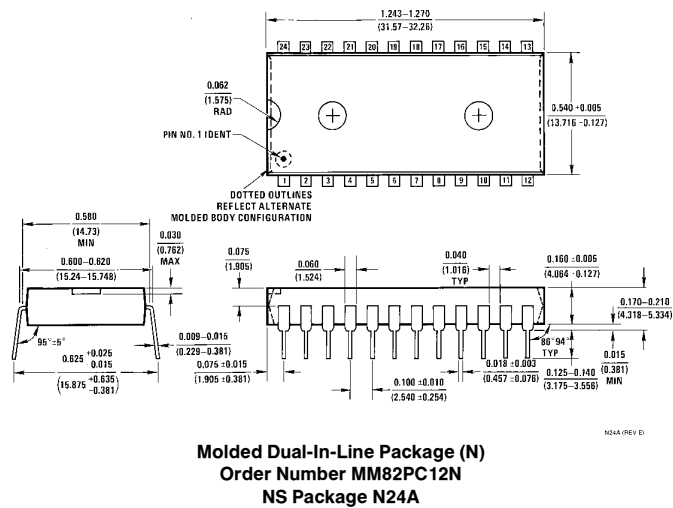 1.243–1.270
(31.57–32.26)
24 23 22 21 20 19 18 17 16 15 14 13
0.062
(1.575)
RAD
0.540 ±0.005
(13.716 –0.127)
PIN NO. 1 IDENT
1 2 3 4 5 6 7 8 9 10 11 12
DOTTED OUTLINES
REFLECT ALTERNATE
MOLDED BODY CONFIGURATION
0.580
(14.73)
MIN
0.030
(0.762)
MAX
0.600–0.620
(15.24–15.748)
0.075
(1.905)
0.060
(1.524)
0.040
(1.016)
TYP
0.160 ±0.005
(4.064 –0.127)
0.170–0.210
(4.318–5.334)
95°±5°
0.009–0.015
(0.229–0.381)
86°94°
TYP
0.625 +0.025
0.015
(15.875 +0.635
–0.381)
0.075 ±0.015
(1.905 ±0.381)
0.100 ±0.010
(2.540 ±0.254)
0.018 ±0.003
(0.457 ±0.076)
0.125–0.140
(3.175–3.556)
0.015
(0.381)
MIN
N24A (REV E)
Molded Dual-In-Line Package (N)
Order Number MM82PC12N
NS Package N24A